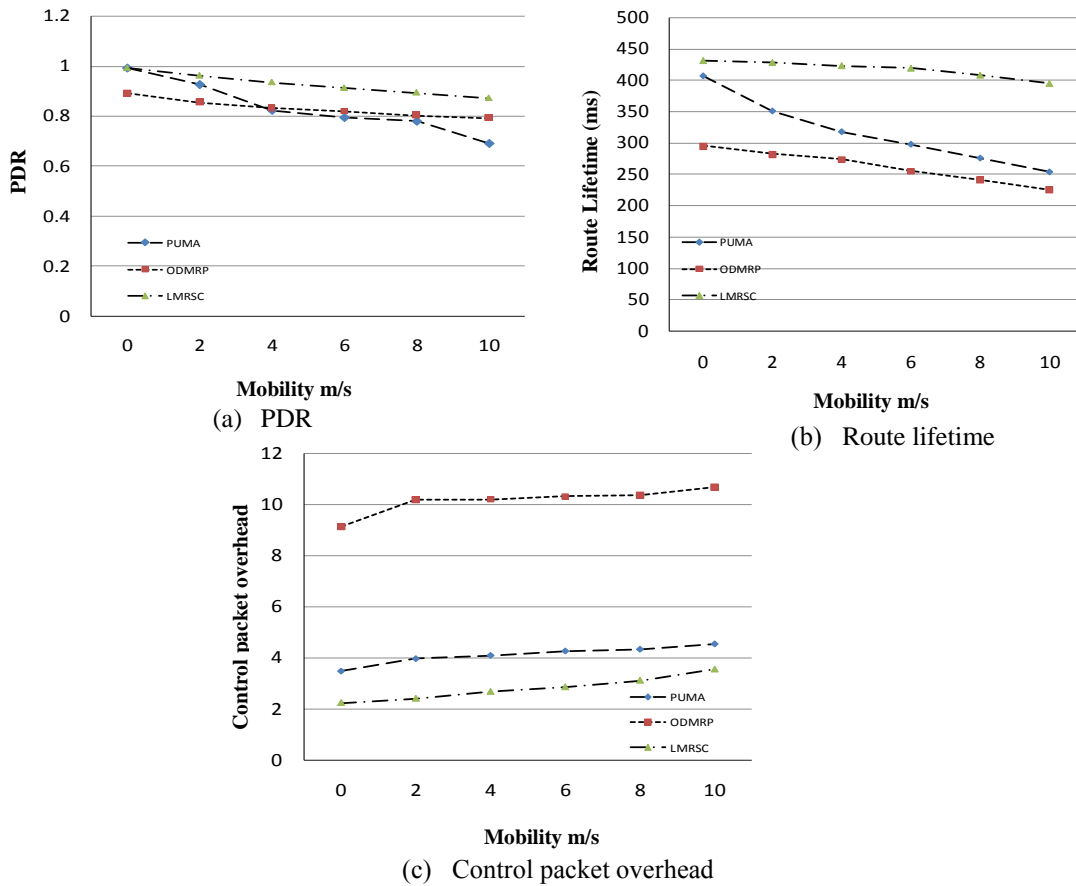 1.2
1
0.8
0.6
0.4
0.2
0
PDR
PUMA
ODMRP
LMRSC
0 2 4 6 8 10
Mobility m/s
(a) PDR
500
450
400
350
300
250
200
150
100
50
0
Route Lifetime (ms)
PUMA
ODMRP
LMRSC
0 2 4 6 8 10
Mobility m/s
(b) Route lifetime
12
10
8
6
4
2
0
Control packet overhead
PUMA
ODMRP
LMRSC
0 2 4 6 8 10
Mobility m/s
(c) Control packet overhead